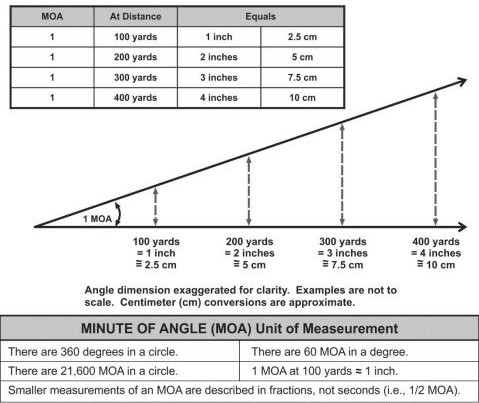 MOA At Distance Equals
1 100 yards 1 inch 2.5 cm
1 200 yards 2 inches 5 cm
1 300 yards 3 inches 7.5 cm
1 400 yards 4 inches 10 cm
1 MOA
100 yards
= 1 inch
≅ 2.5 cm
200 yards
= 2 inches
≅ 5 cm
300 yards
= 3 inches
≅ 7.5 cm
400 yards
= 4 inches
≅ 10 cm
Angle dimension exaggerated for clarity. Examples are not to
scale. Centimeter (cm) conversions are approximate.
MINUTE OF ANGLE (MOA) Unit of Measeurement
There are 360 degrees in a circle. There are 60 MOA in a degree.
There are 21,600 MOA in a circle. 1 MOA at 100 yards ≈ 1 inch.
Smaller measurements of an MOA are described in fractions, not seconds (i.e., 1/2 MOA).